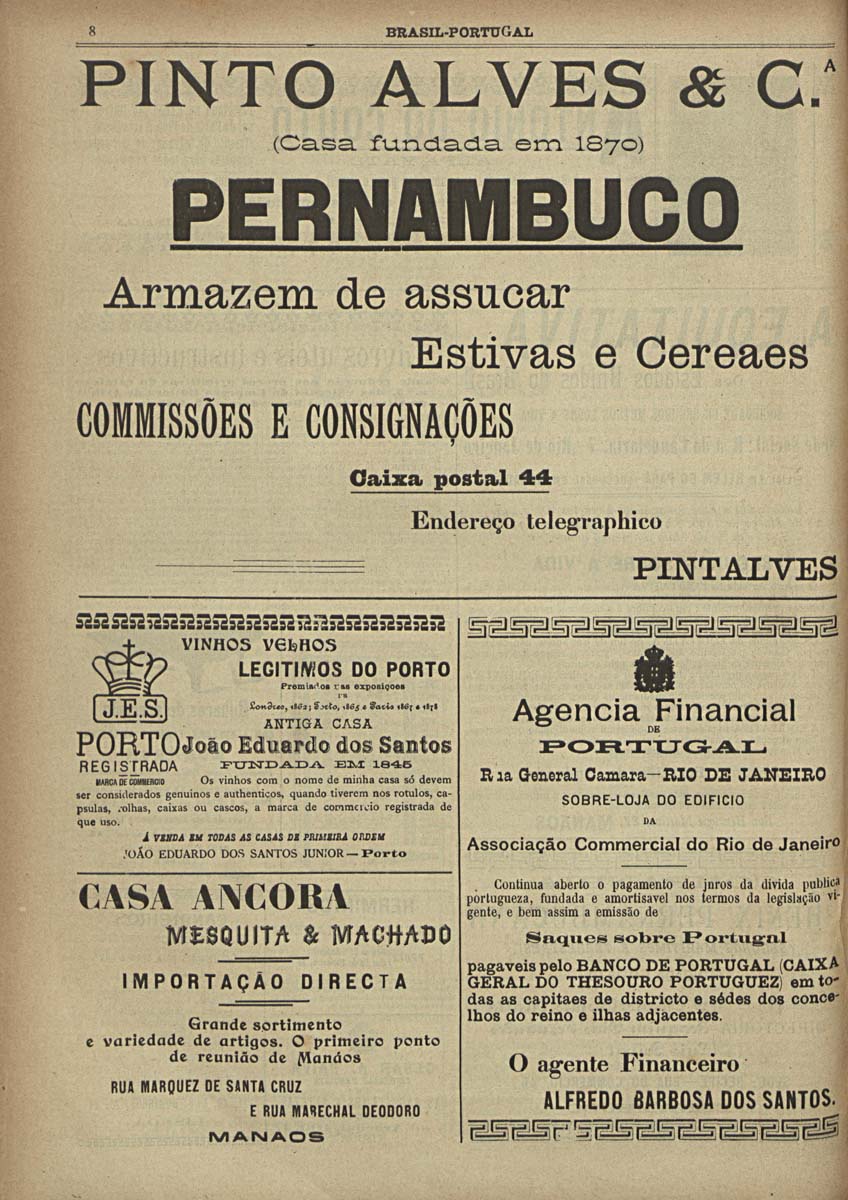 8
BRASIL-PORTUGAL
PINTO ALVES & C.A
(Casa fundada em 1870)
PERNAMBUCO
Armazem de assucar
Estivas e Cereaes
COMMISSÕES E CONSIGNAÇÕES
Caixa postal 44
Endereço telegraphico
PINTALVES
VINHOS VELHOS
LEGITIMOS DO PORTO
Premiados nas exposições
Londres, 1862; Porto, 1865 e Paris 1867 e 1878
ANTIGA CASA
J.E.S.
PORTO
REGISTRADA
MARCA DE COMMERCIO
João Eduardo dos Santos
FUNDADA EM 1845
Os vinhos com o nome de minha casa só devem
ser considerados genuinos e authenticos, quando tiverem nos rotulos, ca-
psulas, rolhas, caixas ou cascos, a marca de commercio registrada de
que uso.
Á VENDA EM TODAS AS CASAS DE PRIMEIRA ORDEM
JOÃO EDUARDO DOS SANTOS JUNIOR — Porto
CASA ANCORA
MESQUITA & MACHADO
IMPORTAÇÃO DIRECTA
Grande sortimento
e variedade de artigos. O primeiro ponto
de reunião de Manáos
RUA MARQUEZ DE SANTA CRUZ
E RUA MARECHAL DEODORO
MANAOS
Agencia Financial
DE
PORTUGAL
Rua General Camara—RIO DE JANEIRO
SOBRE-LOJA DO EDIFICIO
DA
Associação Commercial do Rio de Janeiro
Continua aberto o pagamento de jnros da divida publica
portugueza, fundada e amortisavel nos termos da legislação vi-
gente, e bem assim a emissão de
Saques sobre Portugal
pagaveis pelo BANCO DE PORTUGAL (CAIXA
GERAL DO THESOURO PORTUGUEZ) em to-
das as capitaes de districto e sédes dos conce-
lhos do reino e ilhas adjacentes.
O agente Financeiro
ALFREDO BARBOSA DOS SANTOS.